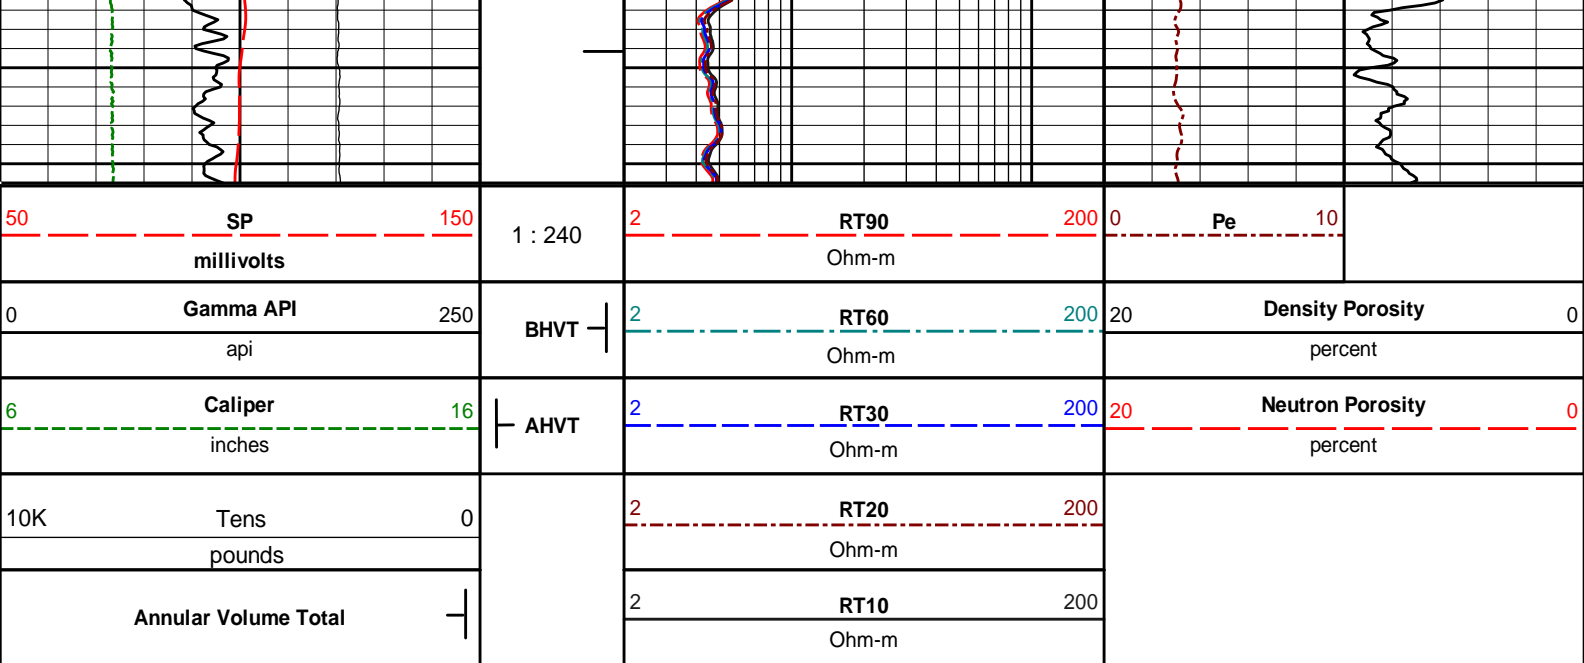 50 SP 150
millivolts
0 Gamma API 250
api
6 Caliper 16
inches
10K Tens 0
pounds
Annular Volume Total
1 : 240
BHVT
AHVT
2 RT90 200
Ohm-m
2 RT60 200
Ohm-m
2 RT30 200
Ohm-m
2 RT20 200
Ohm-m
2 RT10 200
Ohm-m
0 Pe 10
20 Density Porosity 0
percent
20 Neutron Porosity 0
percent